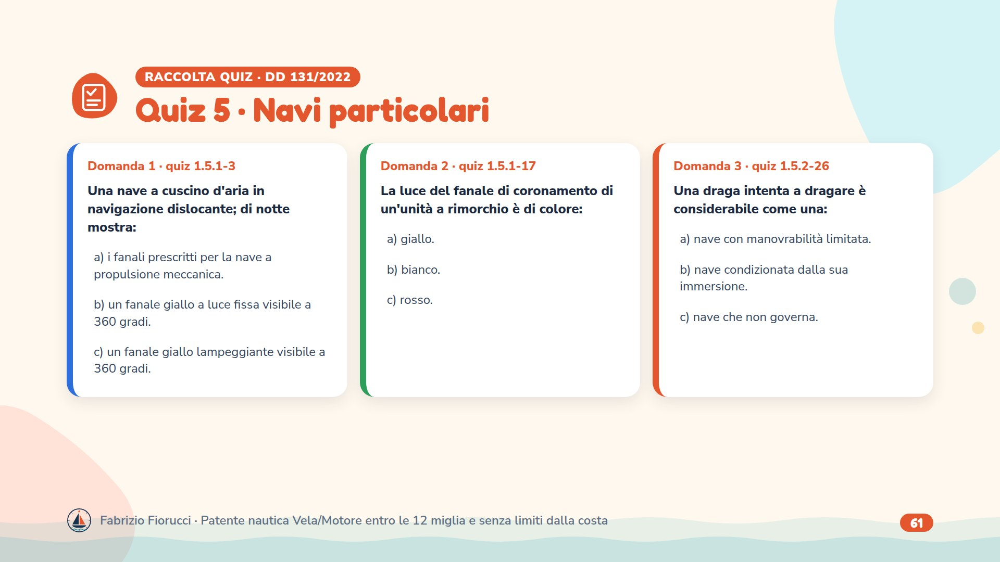 RACCOLTA QUIZ · DD 131/2022
Quiz 5 · Navi particolari
Domanda 1 · quiz 1.5.1-3
Una nave a cuscino d'aria in
navigazione dislocante; di notte
mostra:
a) i fanali prescritti per la nave a
propulsione meccanica.
b) un fanale giallo a luce fissa visibile a
360 gradi.
c) un fanale giallo lampeggiante visibile a
360 gradi.
Domanda 2 · quiz 1.5.1-17
La luce del fanale di coronamento di
un'unità a rimorchio è di colore:
a) giallo.
b) bianco.
c) rosso.
Domanda 3 · quiz 1.5.2-26
Una draga intenta a dragare è
considerabile come una:
a) nave con manovrabilità limitata.
b) nave condizionata dalla sua
immersione.
c) nave che non governa.
Fabrizio Fiorucci · Patente nautica Vela/Motore entro le 12 miglia e senza limiti dalla costa
61